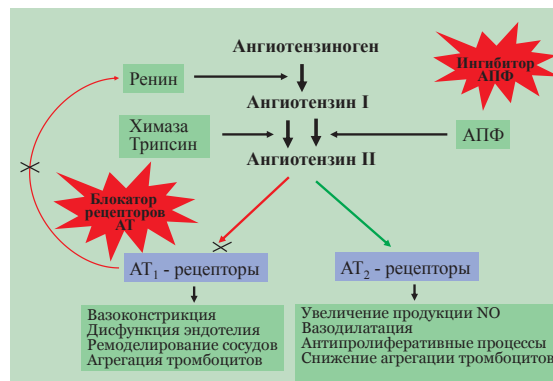 Ангиотензиноген
Ингибитор
АПФ
Ренин
Ангиотензин I
Химаза
Трипсин
АПФ
Ангиотензин II
Блокатор
рецепторов
АТ
АТ₁ - рецепторы
АТ₂ - рецепторы
Вазоконстрикция
Дисфункция эндотелия
Ремоделирование сосудов
Агрегация тромбоцитов
Увеличение продукции NO
Вазодилатация
Антипролиферативные процессы
Снижение агрегации тромбоцитов